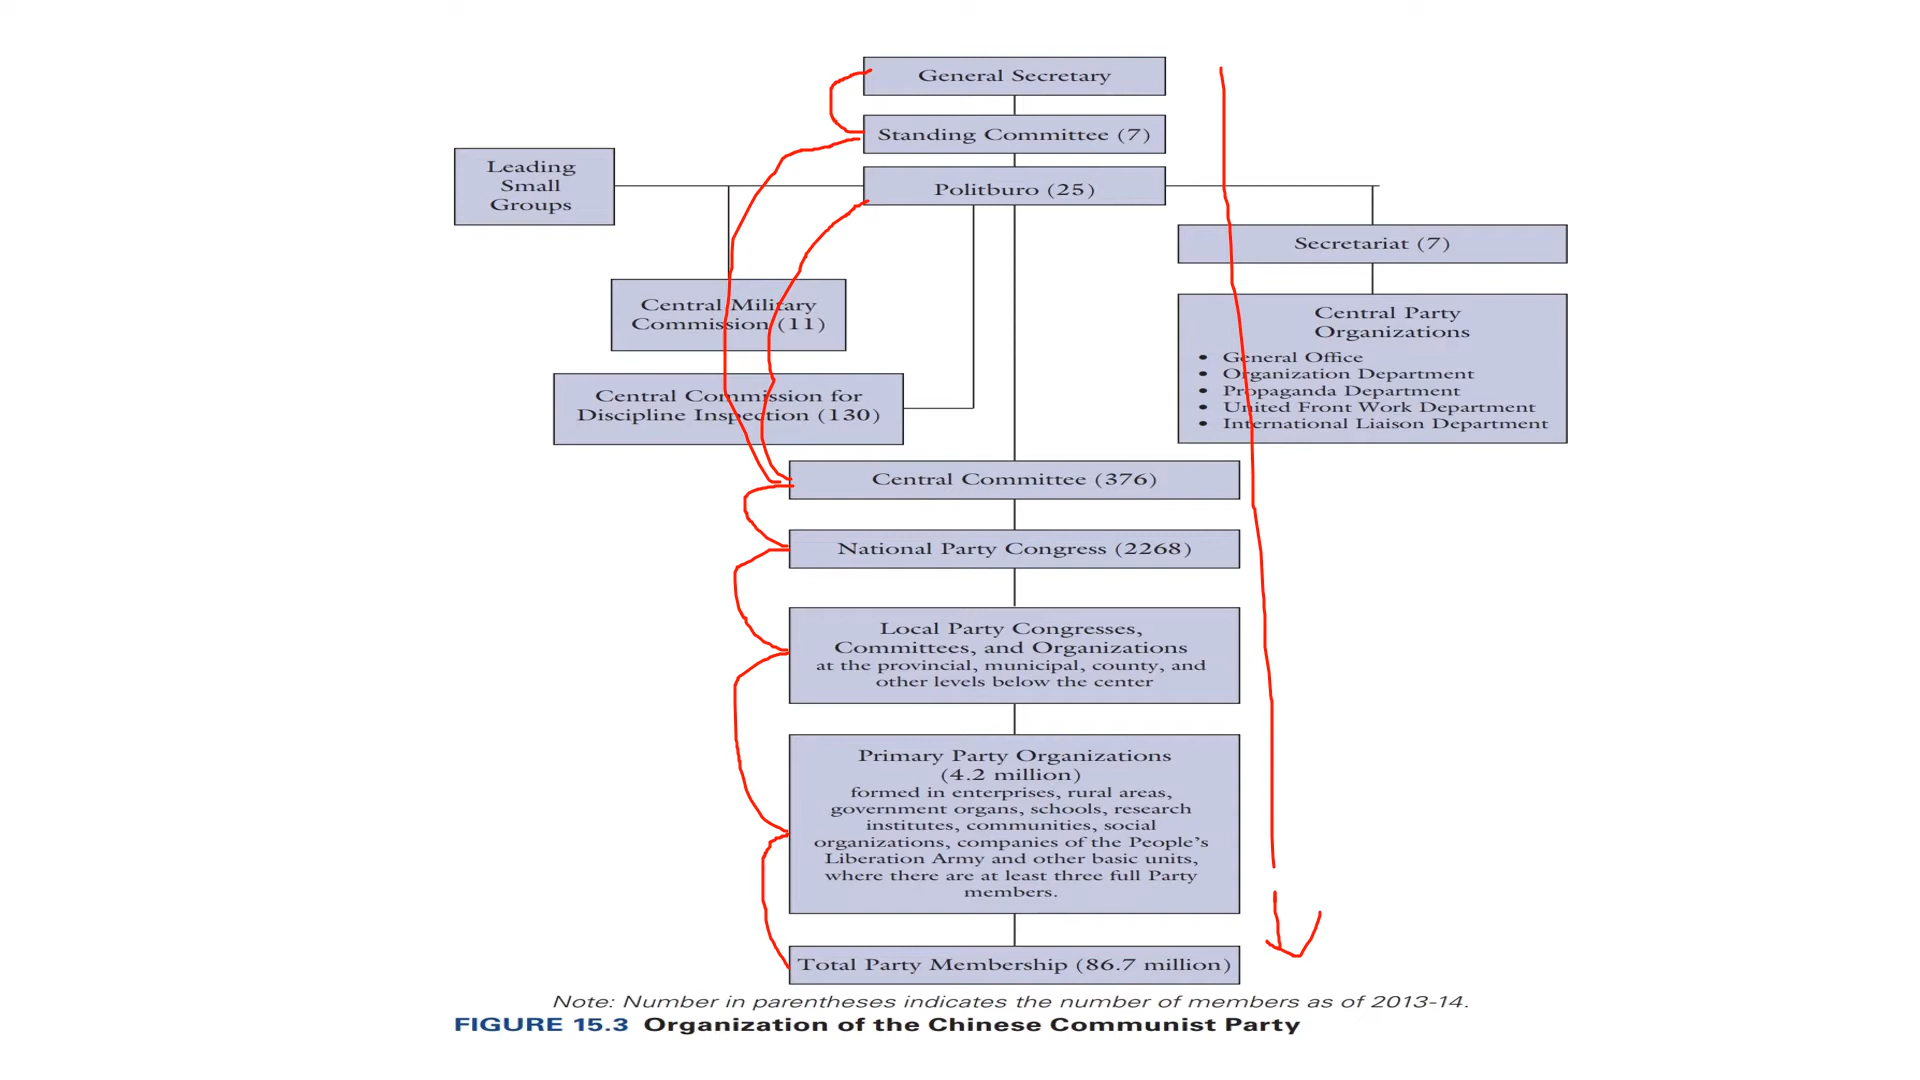 General Secretary
Standing Committee (7)
Leading
Small
Groups
Politburo (25)
Secretariat (7)
Central Military
Commission (11)
Central Party
Organizations
• General Office
• Organization Department
• Propaganda Department
• United Front Work Department
• International Liaison Department
Central Commission for
Discipline Inspection (130)
Central Committee (376)
National Party Congress (2268)
Local Party Congresses,
Committees, and Organizations
at the provincial, municipal, county, and
other levels below the center
Primary Party Organizations
(4.2 million)
formed in enterprises, rural areas,
government organs, schools, research
institutes, communities, social
organizations, companies of the People's
Liberation Army and other basic units,
where there are at least three full Party
members.
Total Party Membership (86.7 million)
Note: Number in parentheses indicates the number of members as of 2013-14.
FIGURE 15.3 Organization of the Chinese Communist Party